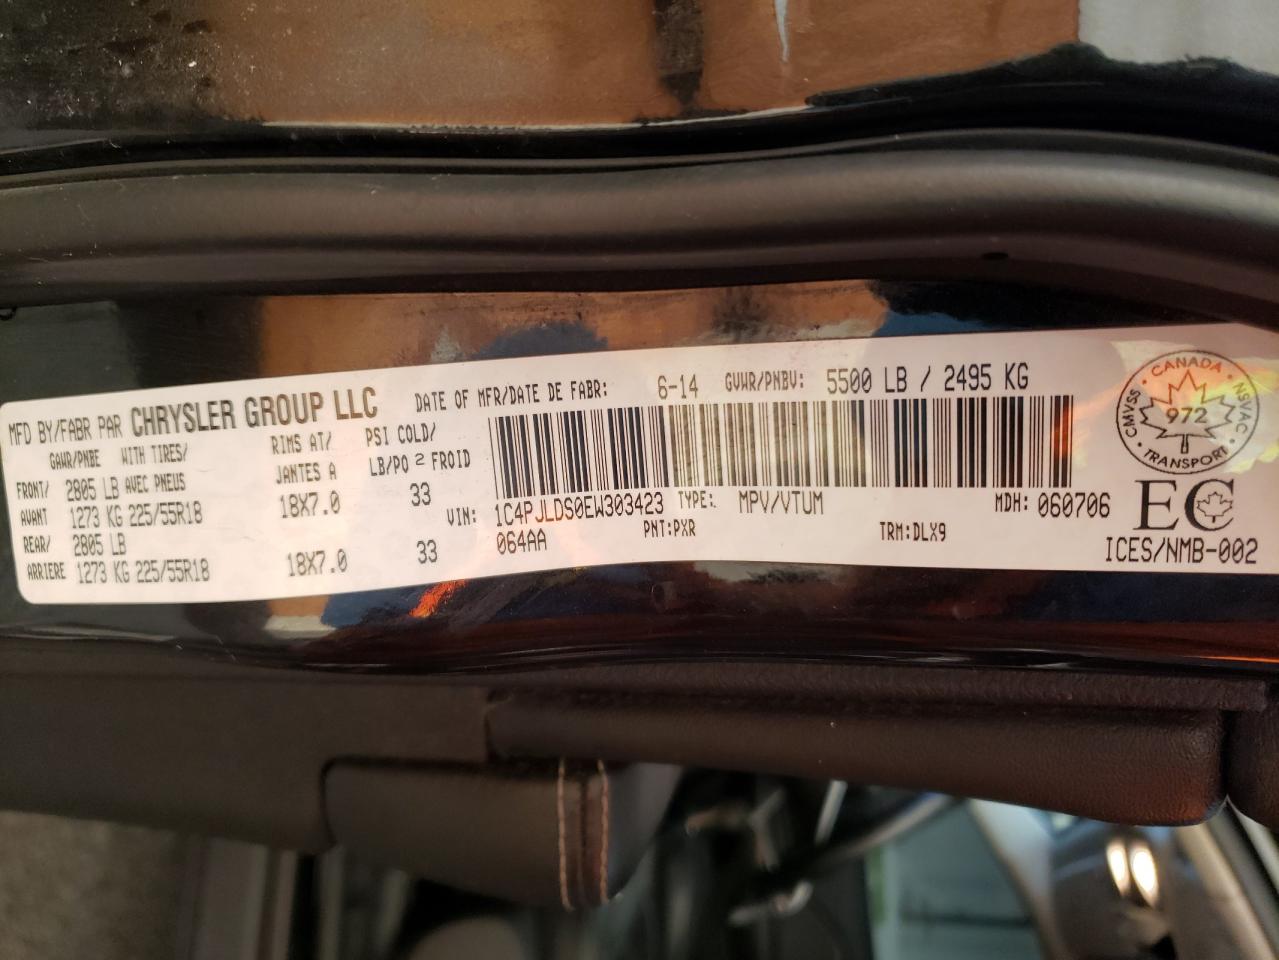 MFD BY/FABR PAR CHRYSLER GROUP LLC DATE OF MFR/DATE DE FABR: 6-14 GVWR/PNBV: 5500 LB / 2495 KG
GAWR/PNBE WITH TIRES/ RIMS AT/ PSI COLD/
FRONT/ 2805 LB AVEC PNEUS JANTES A LB/PO2 FROID
AVANT 1273 KG 225/55R18 18X7.0 33
REAR/ 2805 LB
ARRIERE 1273 KG 225/55R18 18X7.0 33
VIN: 1C4PJLDS0EW303423 TYPE: MPV/VTUM MDH: 060706
064AA PNT:PXR TRM:DLX9
CANADA
CMVSS 972 NSVAC
TRANSPORT
EC
ICES/NMB-002